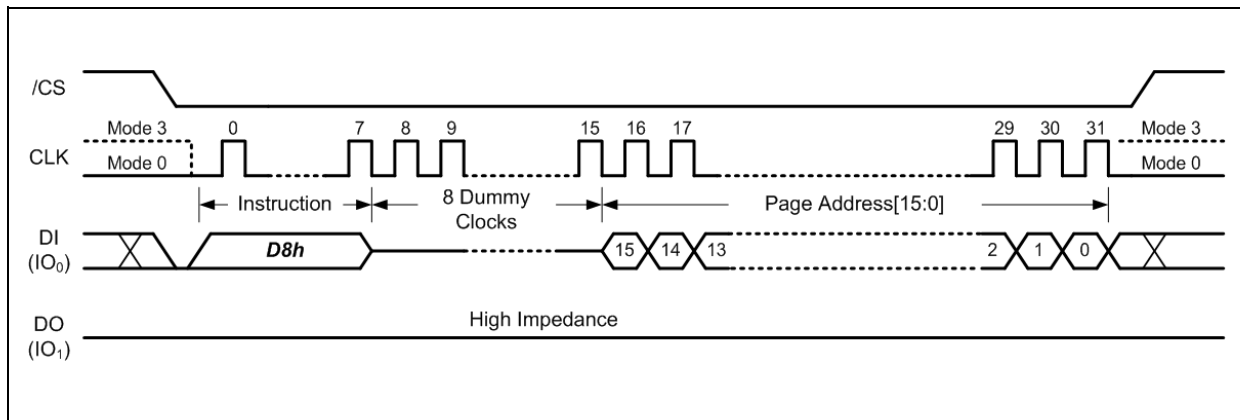 /CS
Mode 3 0 7 8 9 15 16 17 29 30 31 Mode 3
CLK Mode 0 Mode 0
Instruction 8 Dummy Page Address[15:0]
Clocks
DI D8h 15 14 13 2 1 0
(IO₀)
High Impedance
DO
(IO₁)